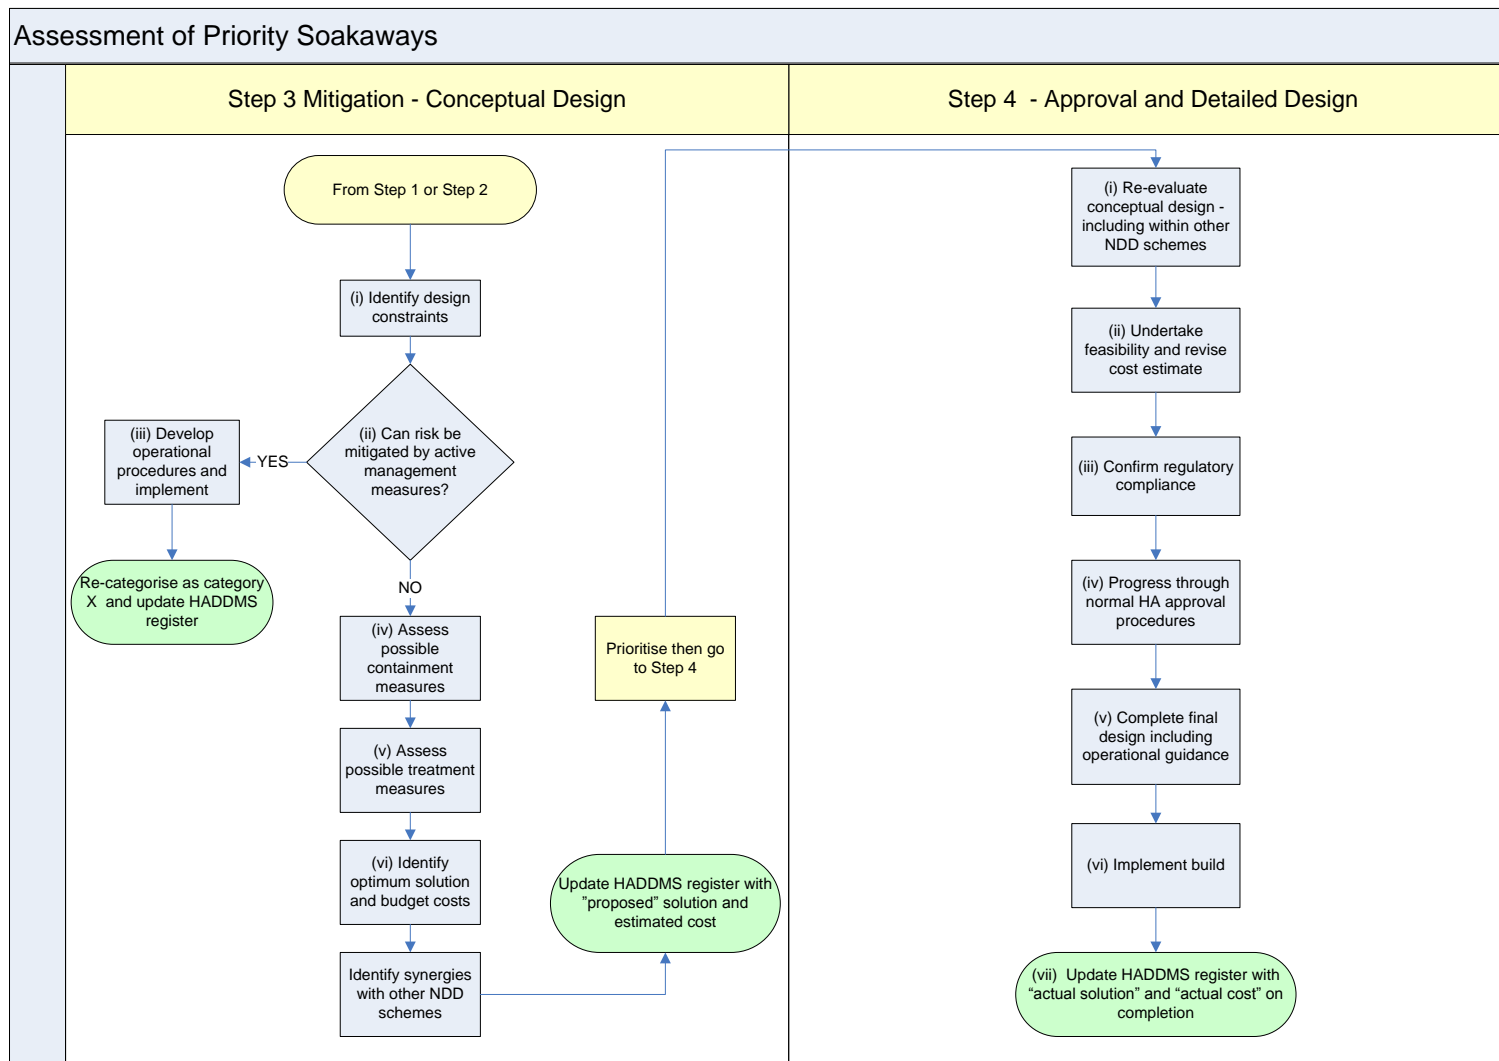 Assessment of Priority Soakaways
Step 3 Mitigation - Conceptual Design
From Step 1 or Step 2
(i) Identify design
constraints
(ii) Can risk be
mitigated by active
management
measures?
YES
(iii) Develop
operational
procedures and
implement
Re-categorise as category
X  and update HADDMS
register
NO
(iv) Assess
possible
containment
measures
(v) Assess
possible treatment
measures
(vi) Identify
optimum solution
and budget costs
Identify synergies
with other NDD
schemes
Update HADDMS register with
”proposed” solution and
estimated cost
Prioritise then go
to Step 4
Step 4  - Approval and Detailed Design
(i) Re-evaluate
conceptual design -
including within other
NDD schemes
(ii) Undertake
feasibility and revise
cost estimate
(iii) Confirm regulatory
compliance
(iv) Progress through
normal HA approval
procedures
(v) Complete final
design including
operational guidance
(vi) Implement build
(vii)  Update HADDMS register with
“actual solution” and “actual cost” on
completion